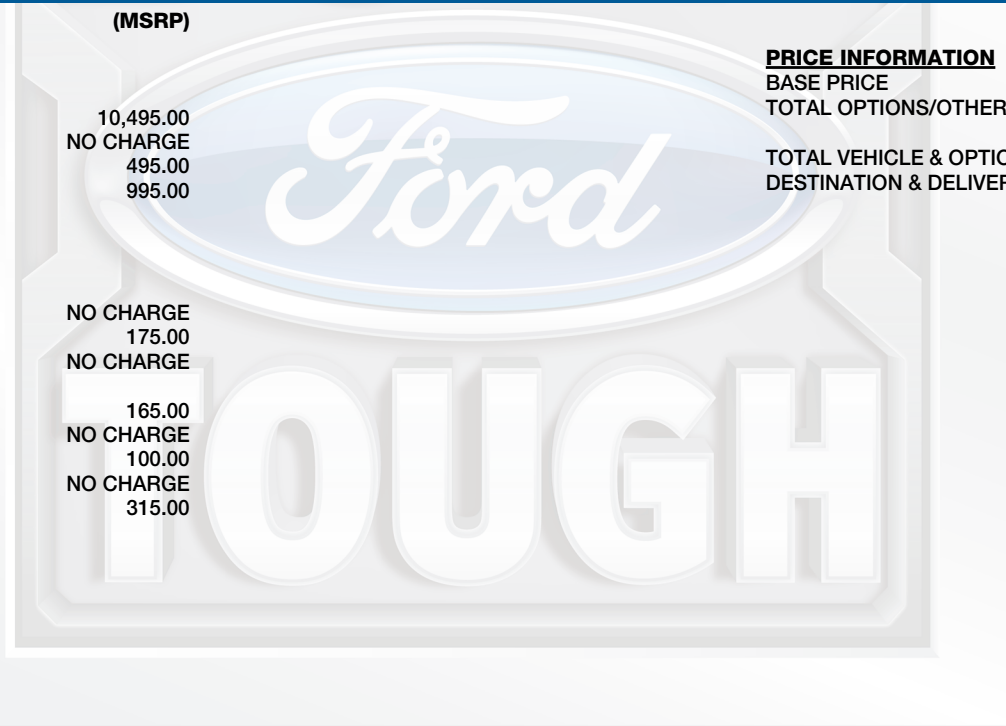 (MSRP)
10,495.00
NO CHARGE
495.00
995.00
NO CHARGE
175.00
NO CHARGE
165.00
NO CHARGE
100.00
NO CHARGE
315.00
PRICE INFORMATION
BASE PRICE
TOTAL OPTIONS/OTHER
TOTAL VEHICLE & OPTIO
DESTINATION & DELIVER
Ford
TOUGH